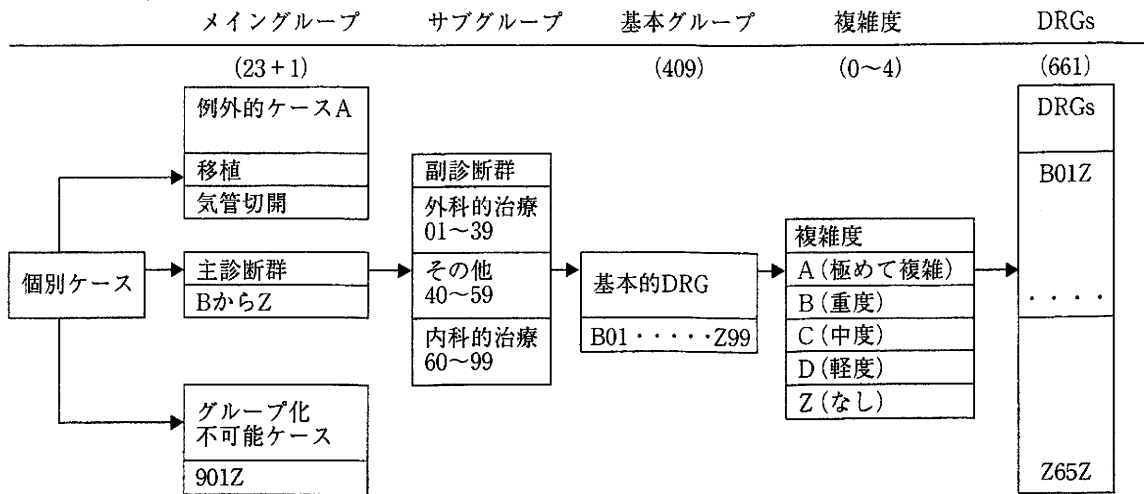 メイングループ サブグループ 基本グループ 複雑度 DRGs
(23+1) (409) (0〜4) (661)
例外的ケースA
移植
気管切開
個別ケース
主診断群
BからZ
グループ化
不可能ケース
901Z
副診断群
外科的治療
01〜39
その他
40〜59
内科的治療
60〜99
基本的DRG
B01・・・・・Z99
複雑度
A(極めて複雑)
B(重度)
C(中度)
D(軽度)
Z(なし)
DRGs
B01Z
・・・・
Z65Z